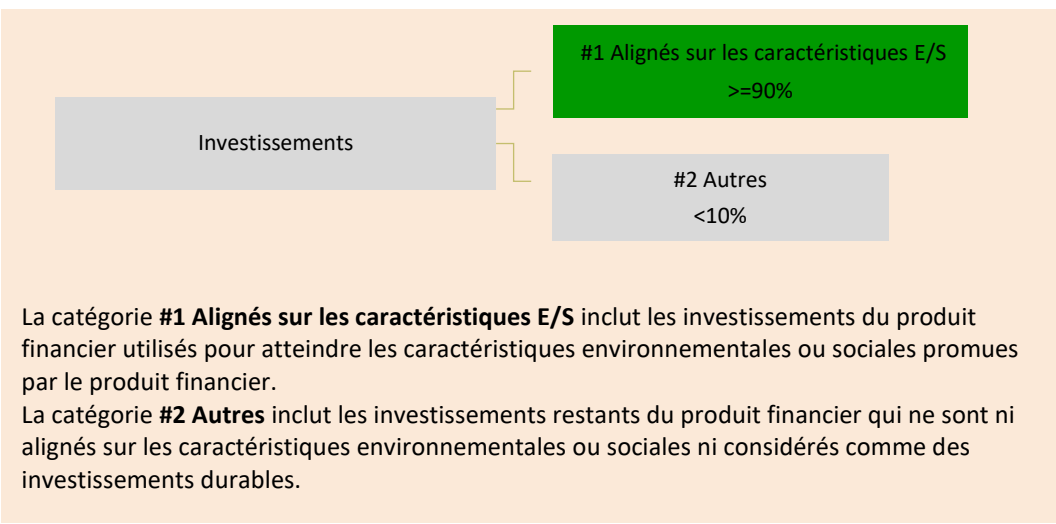 #1 Alignés sur les caractéristiques E/S
>=90%
Investissements
#2 Autres
<10%
La catégorie #1 Alignés sur les caractéristiques E/S inclut les investissements du produit
financier utilisés pour atteindre les caractéristiques environnementales ou sociales promues
par le produit financier.
La catégorie #2 Autres inclut les investissements restants du produit financier qui ne sont ni
alignés sur les caractéristiques environnementales ou sociales ni considérés comme des
investissements durables.